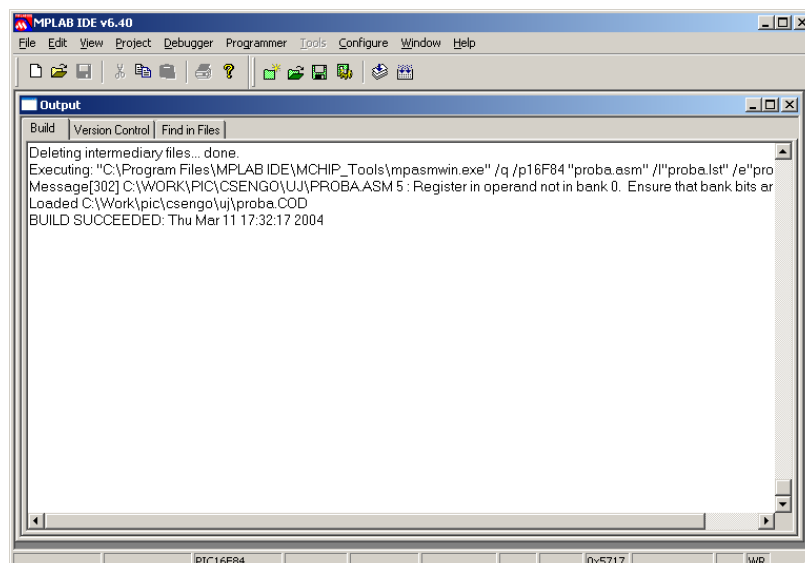 MPLAB IDE v6.40
File Edit View Project Debugger Programmer Tools Configure Window Help
Output
Build Version Control Find in Files
Deleting intermediary files... done.
Executing: "C:\Program Files\MPLAB IDE\MCHIP_Tools\mpasmwin.exe" /q /p16F84 "proba.asm" /l"proba.lst" /e"pro
Message[302] C:\WORK\PIC\CSENGO\UJ\PROBA.ASM 5 : Register in operand not in bank 0. Ensure that bank bits ar
Loaded C:\Work\pic\csengo\uj\proba.COD
BUILD SUCCEEDED: Thu Mar 11 17:32:17 2004
PIC16F84 0x5717 WR